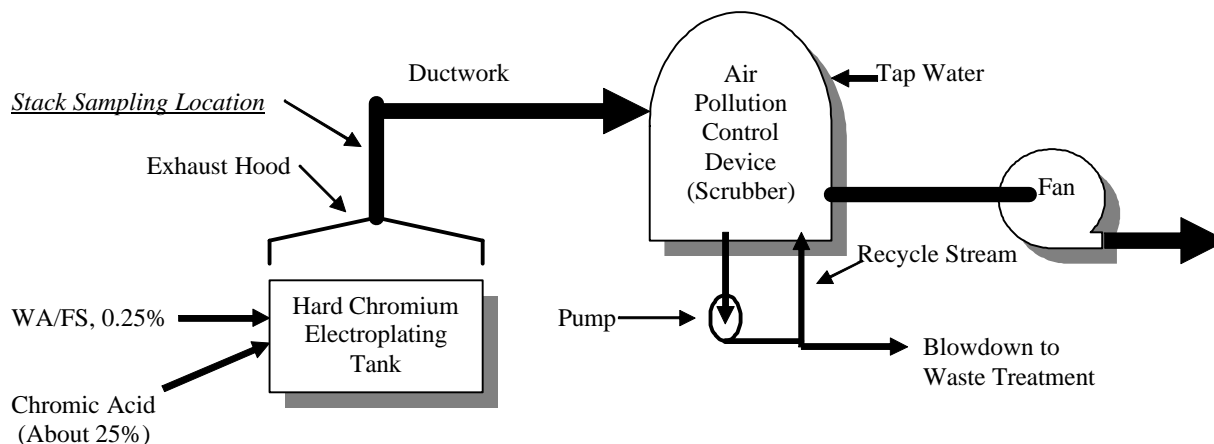 Ductwork
Stack Sampling Location
Exhaust Hood
Air
Pollution
Control
Device
(Scrubber)
Tap Water
Fan
Recycle Stream
Pump
Blowdown to
Waste Treatment
WA/FS, 0.25%
Hard Chromium
Electroplating
Tank
Chromic Acid
(About 25%)